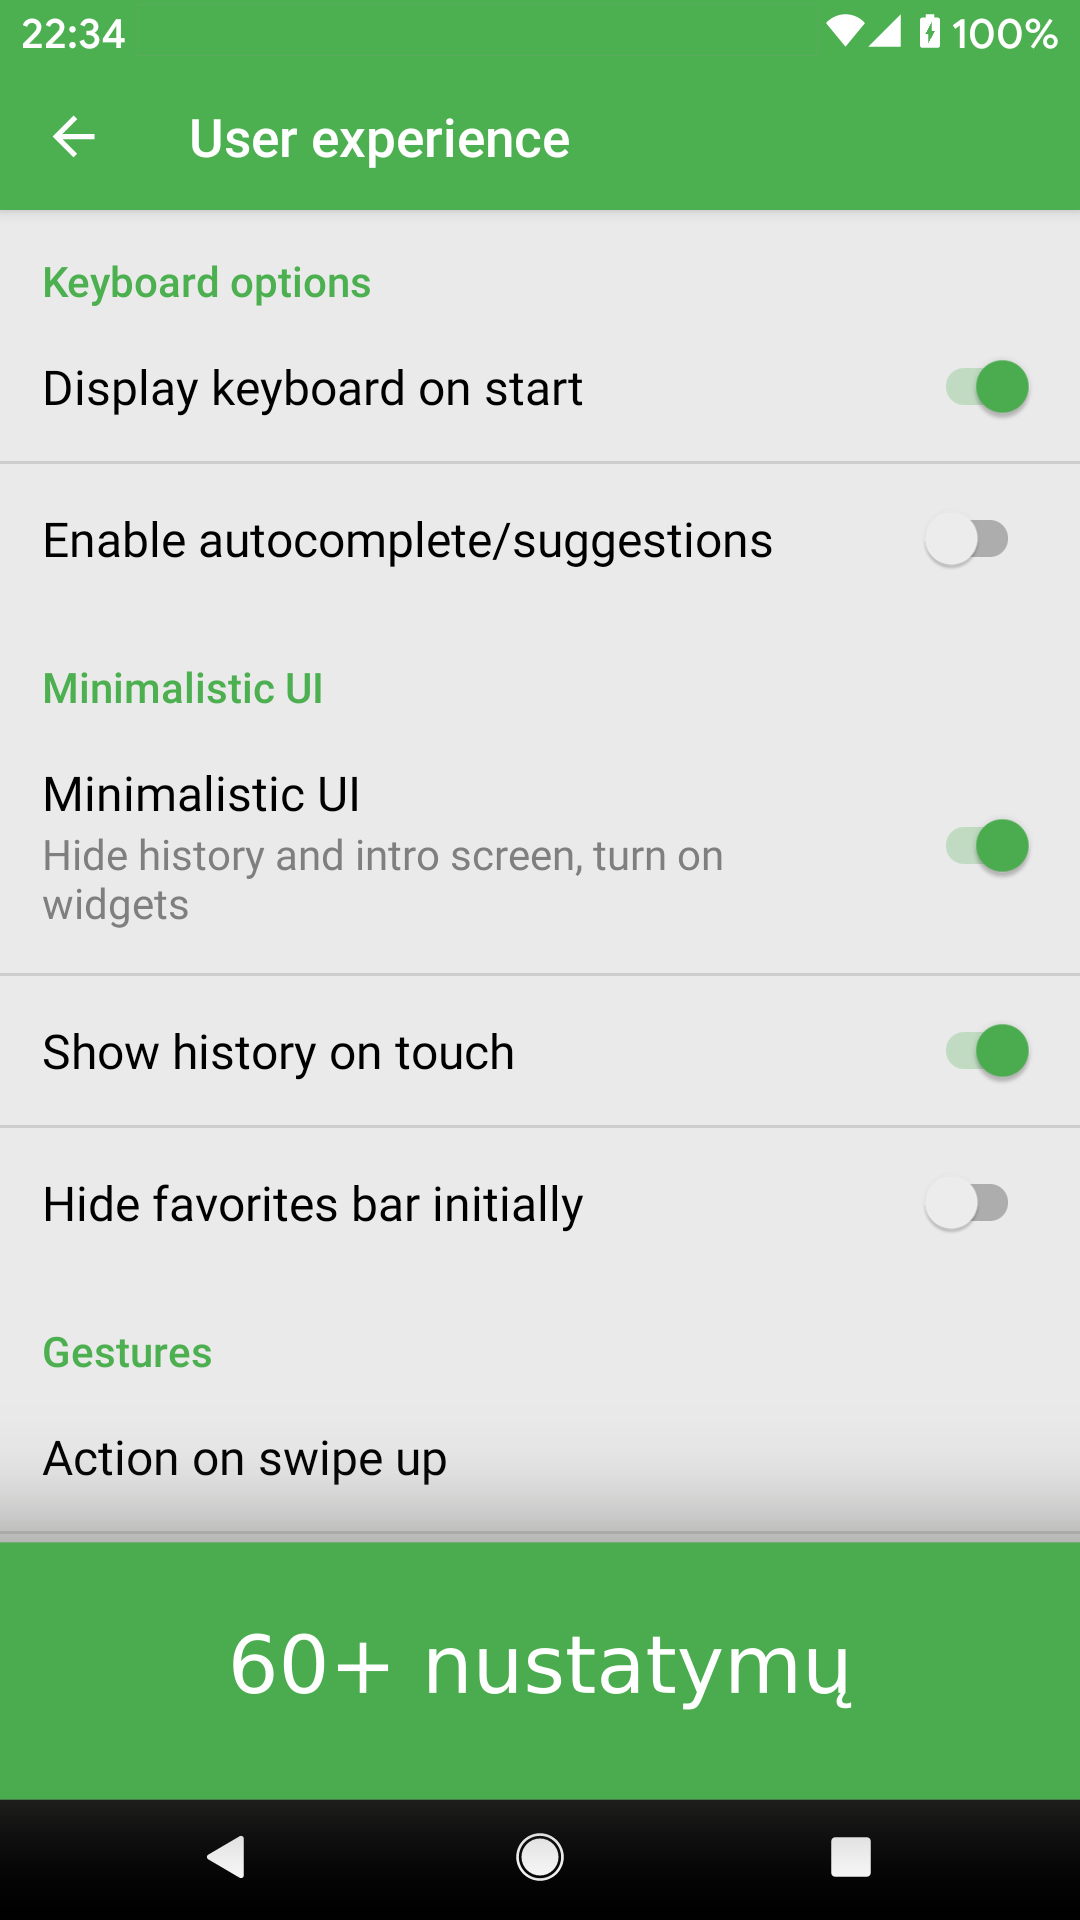 22:34 100%
User experience
Keyboard options
Display keyboard on start
Enable autocomplete/suggestions
Minimalistic UI
Minimalistic UI
Hide history and intro screen, turn on
widgets
Show history on touch
Hide favorites bar initially
Gestures
Action on swipe up
60+ nustatymų